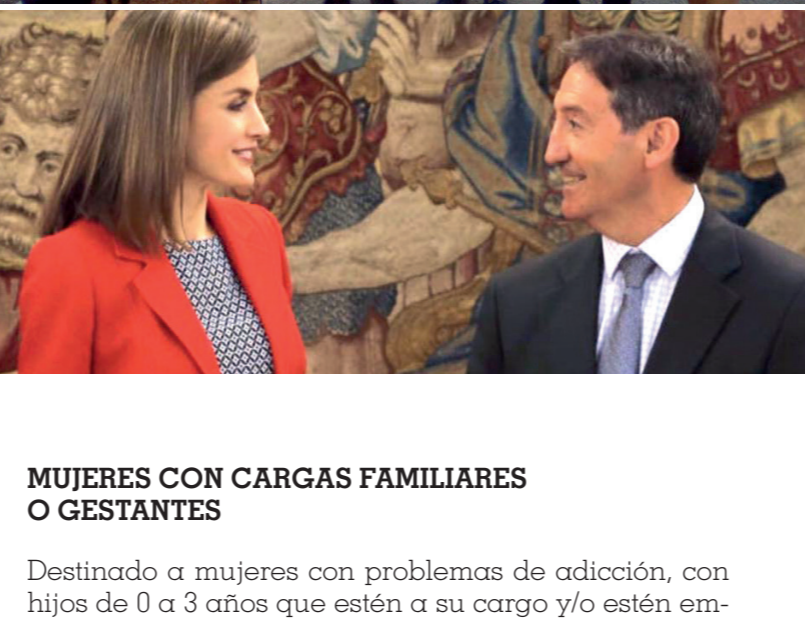 MUJERES CON CARGAS FAMILIARES
O GESTANTES
Destinado a mujeres con problemas de adicción, con
hijos de 0 a 3 años que estén a su cargo y/o estén em-